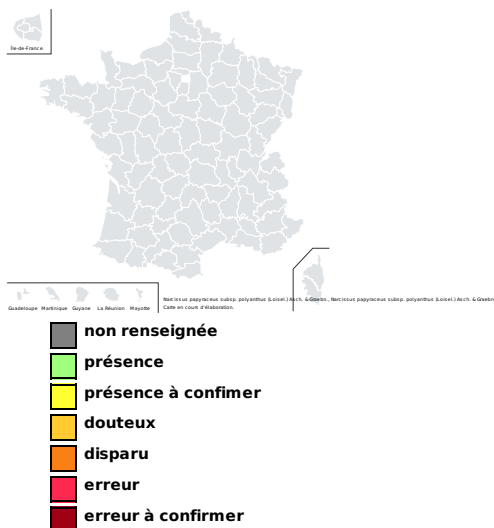 Île-de-France
Guadeloupe Martinique Guyane La Réunion Mayotte
Narcissus papyraceus subsp. polyanthus (Loisel.) Asch. & Graebn., Narcissus papyraceus subsp. polyanthus (Loisel.) Asch. & Graebn
Carte en cours d'élaboration.
non renseignée
présence
présence à confimer
douteux
disparu
erreur
erreur à confirmer